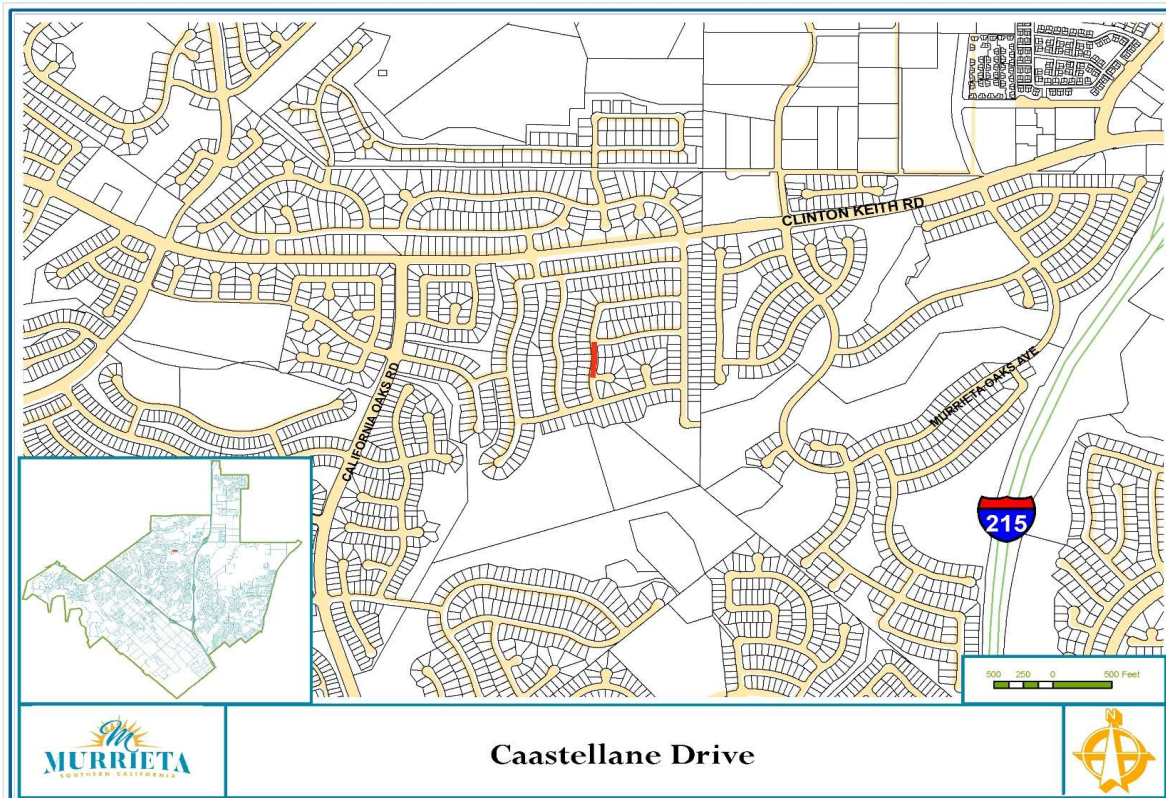 CLINTON KEITH RD
CALIFORNIA OAKS RD
MURRIETA OAKS AVE
215
500 250 0 500 Feet
M
MURRIETA
SOUTHERN CALIFORNIA
Caastellane Drive
N